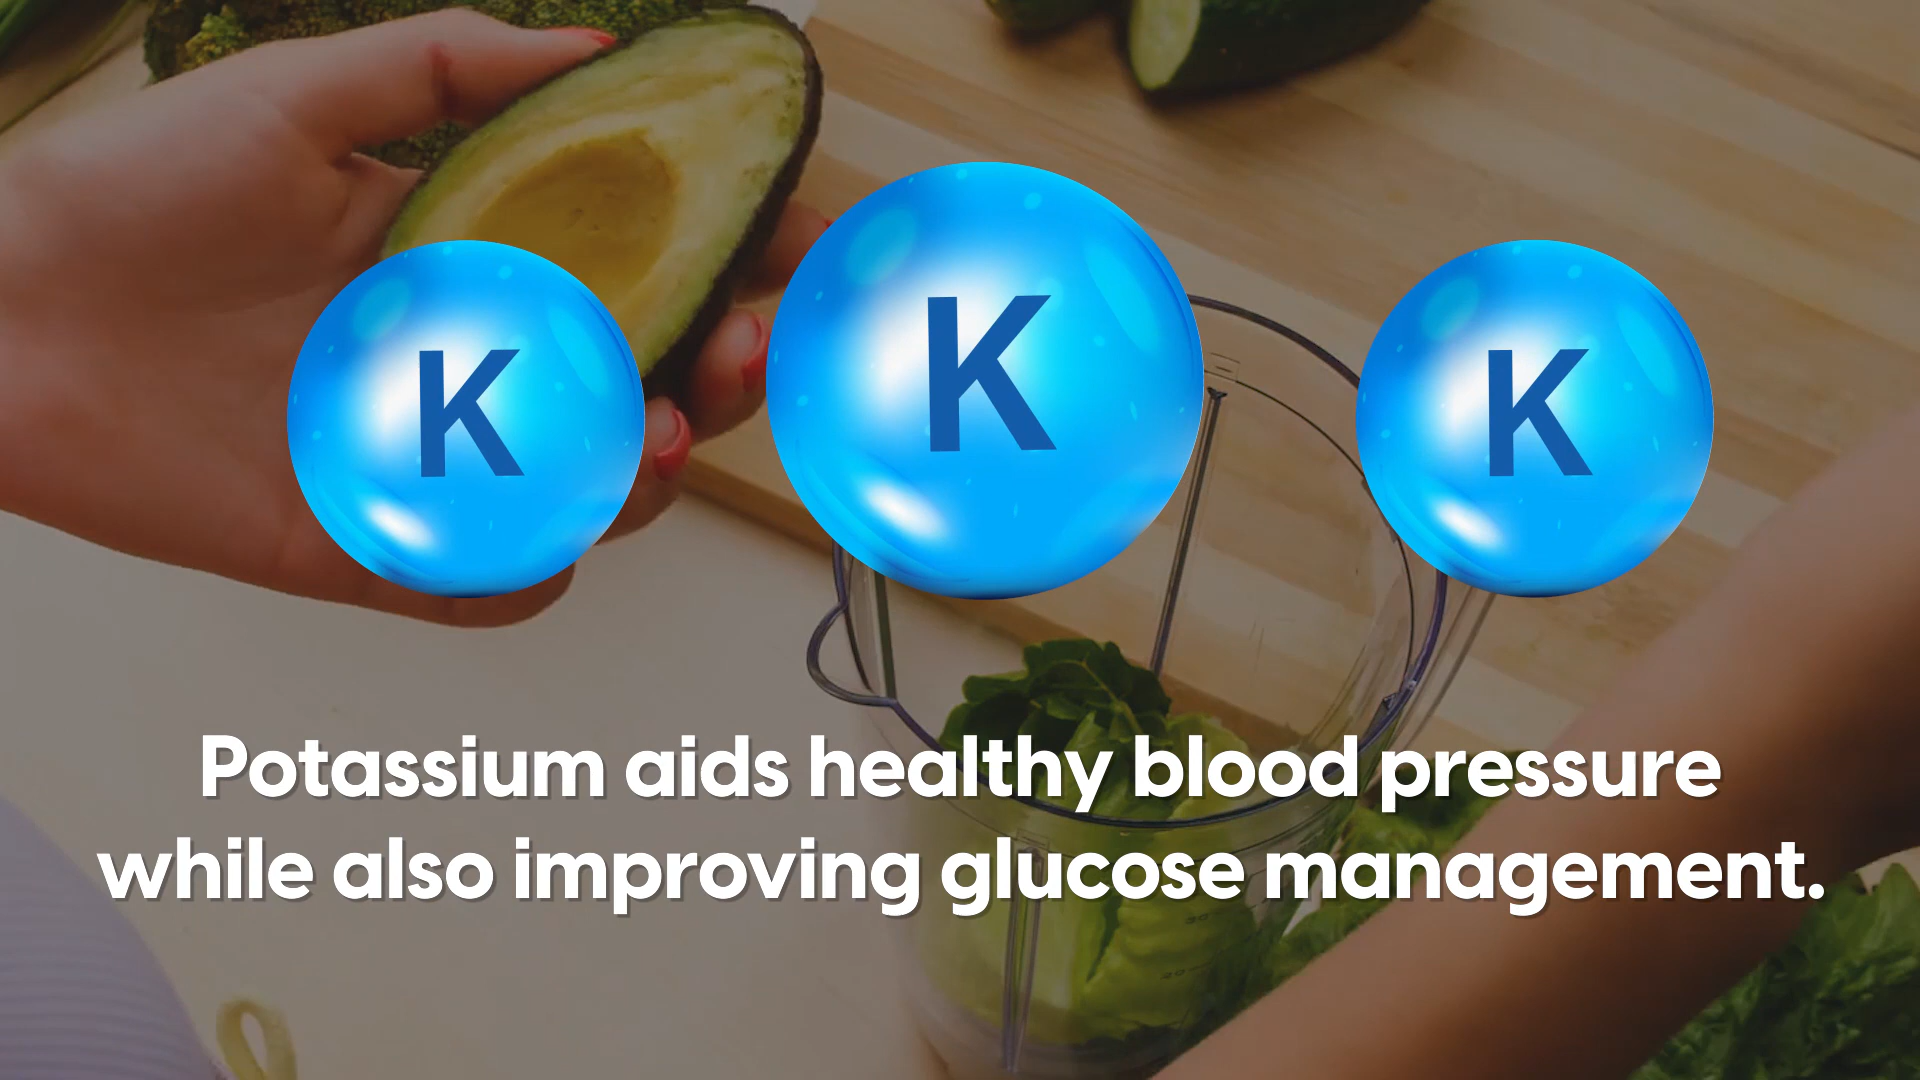 K K K
Potassium aids healthy blood pressure
while also improving glucose management.